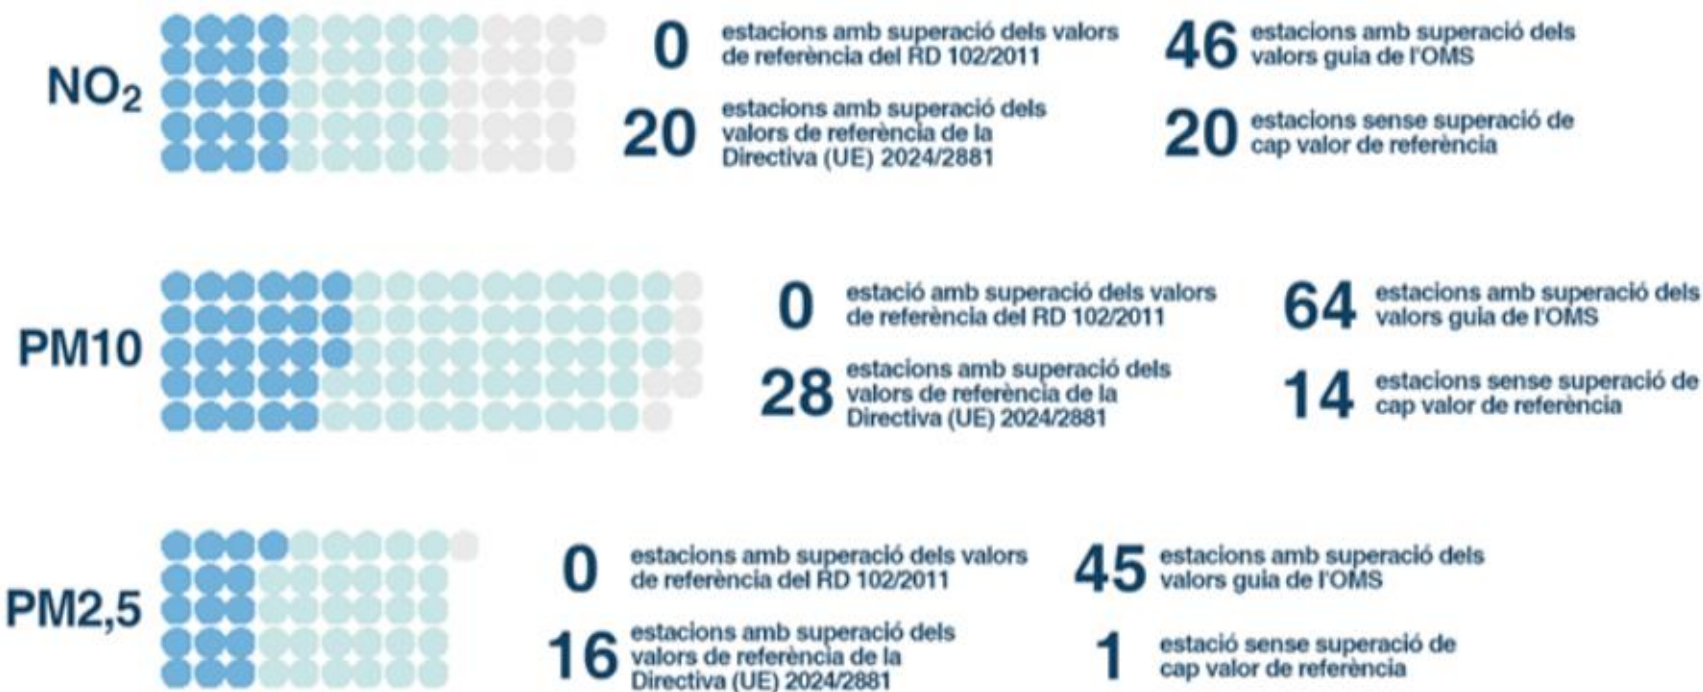 NO₂
0
estacions amb superació dels valors
de referència del RD 102/2011
46
estacions amb superació dels
valors guia de l'OMS
20
estacions amb superació dels
valors de referència de la
Directiva (UE) 2024/2881
20
estacions sense superació de
cap valor de referència
PM10
0
estació amb superació dels valors
de referència del RD 102/2011
64
estacions amb superació dels
valors guia de l'OMS
28
estacions amb superació dels
valors de referència de la
Directiva (UE) 2024/2881
14
estacions sense superació de
cap valor de referència
PM2,5
0
estacions amb superació dels valors
de referència del RD 102/2011
45
estacions amb superació dels
valors guia de l'OMS
16
estacions amb superació dels
valors de referència de la
Directiva (UE) 2024/2881
1
estació sense superació de
cap valor de referència